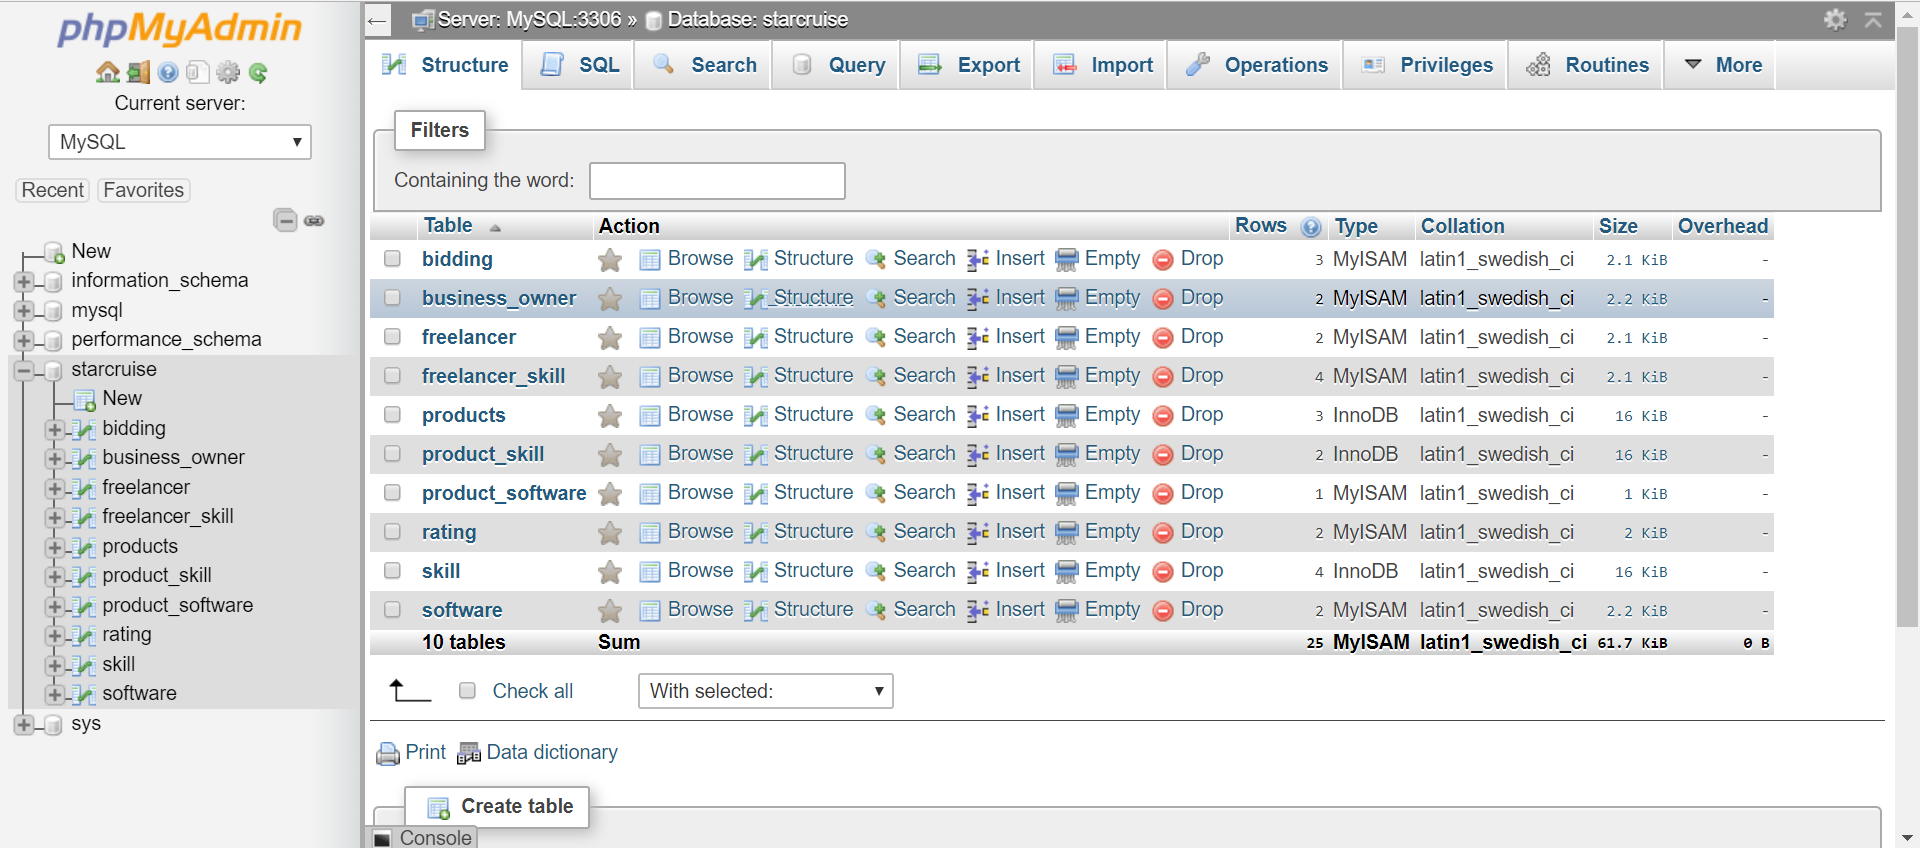 phpMyAdmin
Current server:
MySQL
Recent Favorites
New
information_schema
mysql
performance_schema
starcruise
New
bidding
business_owner
freelancer
freelancer_skill
products
product_skill
product_software
rating
skill
software
sys
Server: MySQL:3306 » Database: starcruise
Structure SQL Search Query Export Import Operations Privileges Routines More
Filters
Containing the word:
Table Action Rows Type Collation Size Overhead
bidding Browse Structure Search Insert Empty Drop 3 MyISAM latin1_swedish_ci 2.1 KiB -
business_owner Browse Structure Search Insert Empty Drop 2 MyISAM latin1_swedish_ci 2.2 KiB -
freelancer Browse Structure Search Insert Empty Drop 2 MyISAM latin1_swedish_ci 2.1 KiB -
freelancer_skill Browse Structure Search Insert Empty Drop 4 MyISAM latin1_swedish_ci 2.1 KiB -
products Browse Structure Search Insert Empty Drop 3 InnoDB latin1_swedish_ci 16 KiB -
product_skill Browse Structure Search Insert Empty Drop 2 InnoDB latin1_swedish_ci 16 KiB -
product_software Browse Structure Search Insert Empty Drop 1 MyISAM latin1_swedish_ci 1 KiB -
rating Browse Structure Search Insert Empty Drop 2 MyISAM latin1_swedish_ci 2 KiB -
skill Browse Structure Search Insert Empty Drop 4 InnoDB latin1_swedish_ci 16 KiB -
software Browse Structure Search Insert Empty Drop 2 MyISAM latin1_swedish_ci 2.2 KiB -
10 tables Sum 25 MyISAM latin1_swedish_ci 61.7 KiB 0 B
Check all With selected:
Print Data dictionary
Create table
Console